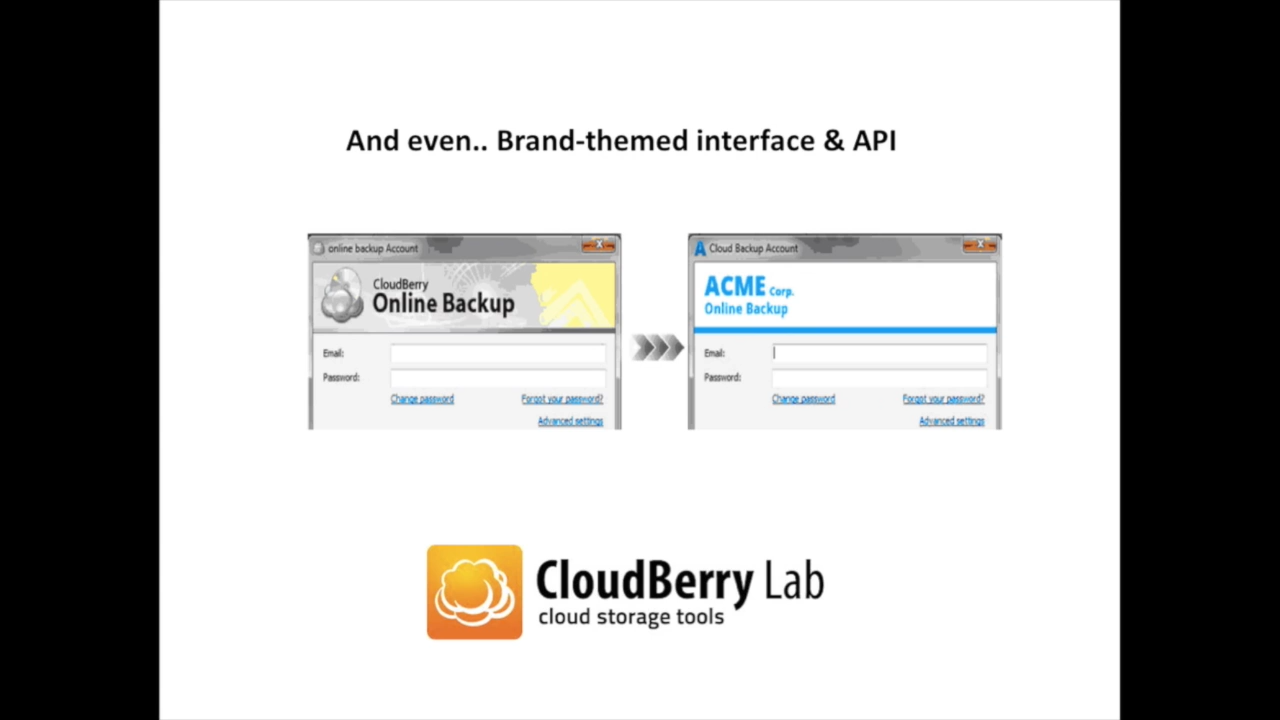 And even.. Brand-themed interface & API
online backup Account
CloudBerry
Online Backup
Email:
Password:
Change password
Forgot your password?
Advanced settings
Cloud Backup Account
ACME Corp.
Online Backup
Email:
Password:
Change password
Forgot your password?
Advanced settings
CloudBerry Lab
cloud storage tools